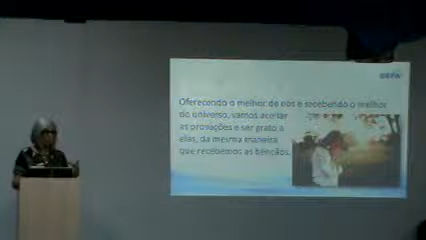 Oferecendo o melhor de nós e recebendo o melhor
do universo, vamos aceitar
as provações e ser grato a
elas, da mesma maneira
que recebemos as bênçãos.